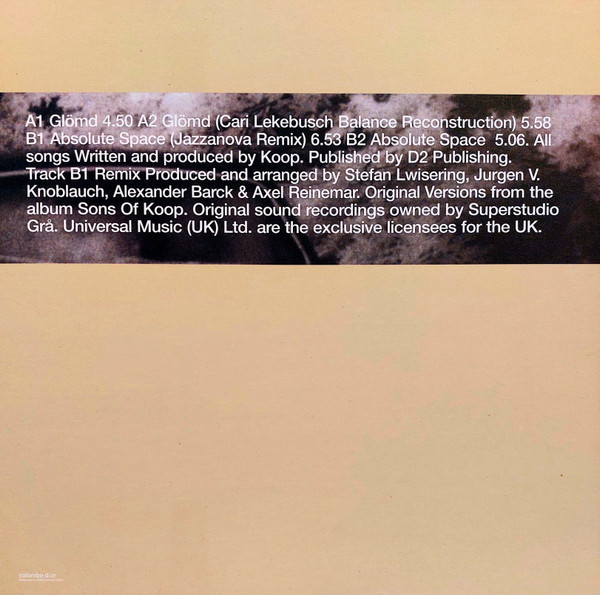 A1 Glömd 4.50 A2 Glömd (Cari Lekebusch Balance Reconstruction) 5.58
B1 Absolute Space (Jazzanova Remix) 6.53 B2 Absolute Space 5.06. All
songs Written and produced by Koop. Published by D2 Publishing.
Track B1 Remix Produced and arranged by Stefan Lwisering, Jurgen V.
Knoblauch, Alexander Barck & Axel Reinemar. Original Versions from the
album Sons Of Koop. Original sound recordings owned by Superstudio
Grå. Universal Music (UK) Ltd. are the exclusive licensees for the UK.